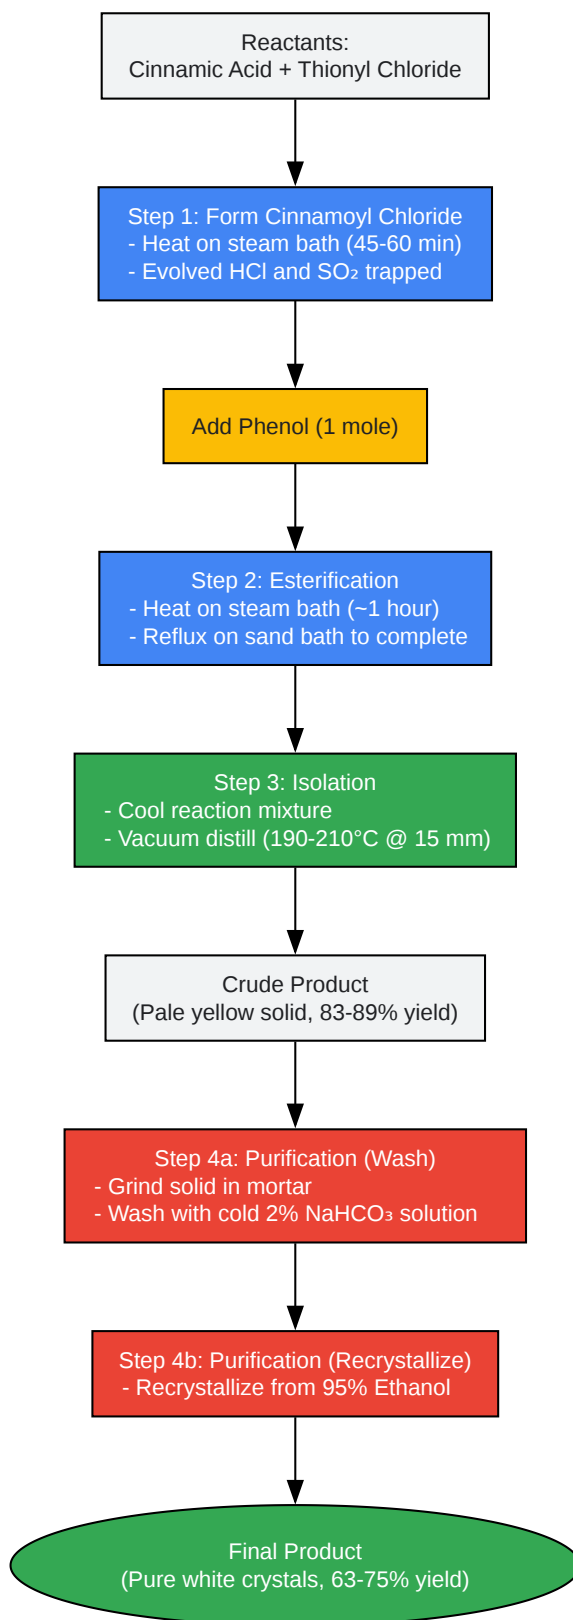 Reactants:
Cinnamic Acid + Thionyl Chloride
Step 1: Form Cinnamoyl Chloride
- Heat on steam bath (45-60 min)
- Evolved HCl and SO₂ trapped
Add Phenol (1 mole)
Step 2: Esterification
- Heat on steam bath (~1 hour)
- Reflux on sand bath to complete
Step 3: Isolation
- Cool reaction mixture
- Vacuum distill (190-210°C @ 15 mm)
Crude Product
(Pale yellow solid, 83-89% yield)
Step 4a: Purification (Wash)
- Grind solid in mortar
- Wash with cold 2% NaHCO₃ solution
Step 4b: Purification (Recrystallize)
- Recrystallize from 95% Ethanol
Final Product
(Pure white crystals, 63-75% yield)